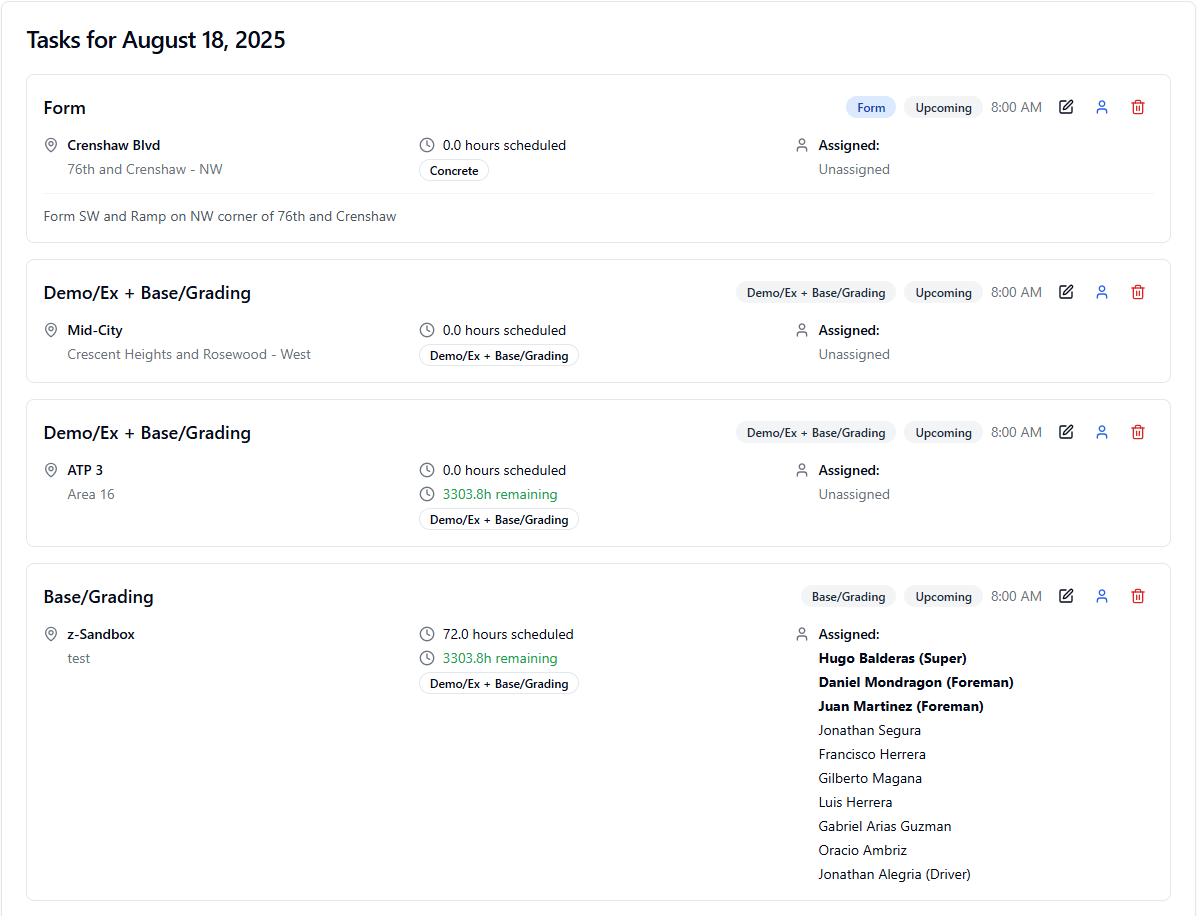 Tasks for August 18, 2025
Form
Form Upcoming 8:00 AM
Crenshaw Blvd
76th and Crenshaw - NW
0.0 hours scheduled
Concrete
Assigned:
Unassigned
Form SW and Ramp on NW corner of 76th and Crenshaw
Demo/Ex + Base/Grading
Demo/Ex + Base/Grading Upcoming 8:00 AM
Mid-City
Crescent Heights and Rosewood - West
0.0 hours scheduled
Demo/Ex + Base/Grading
Assigned:
Unassigned
Demo/Ex + Base/Grading
Demo/Ex + Base/Grading Upcoming 8:00 AM
ATP 3
Area 16
0.0 hours scheduled
3303.8h remaining
Demo/Ex + Base/Grading
Assigned:
Unassigned
Base/Grading
Base/Grading Upcoming 8:00 AM
z-Sandbox
test
72.0 hours scheduled
3303.8h remaining
Demo/Ex + Base/Grading
Assigned:
Hugo Balderas (Super)
Daniel Mondragon (Foreman)
Juan Martinez (Foreman)
Jonathan Segura
Francisco Herrera
Gilberto Magana
Luis Herrera
Gabriel Arias Guzman
Oracio Ambriz
Jonathan Alegria (Driver)